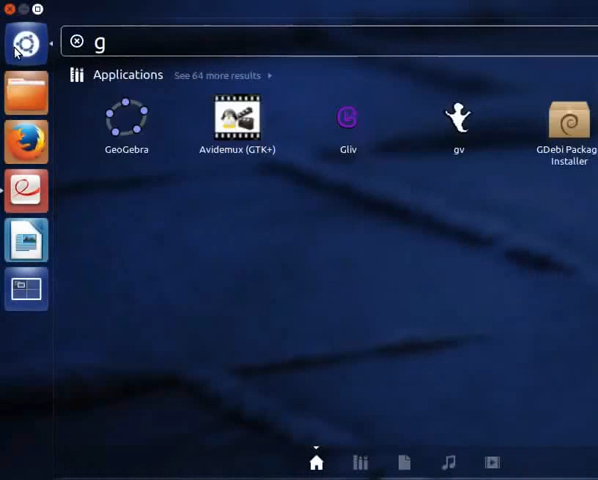 g
Applications See 64 more results
GeoGebra Avidemux (GTK+) Gliv gv GDebi Packag
Installer